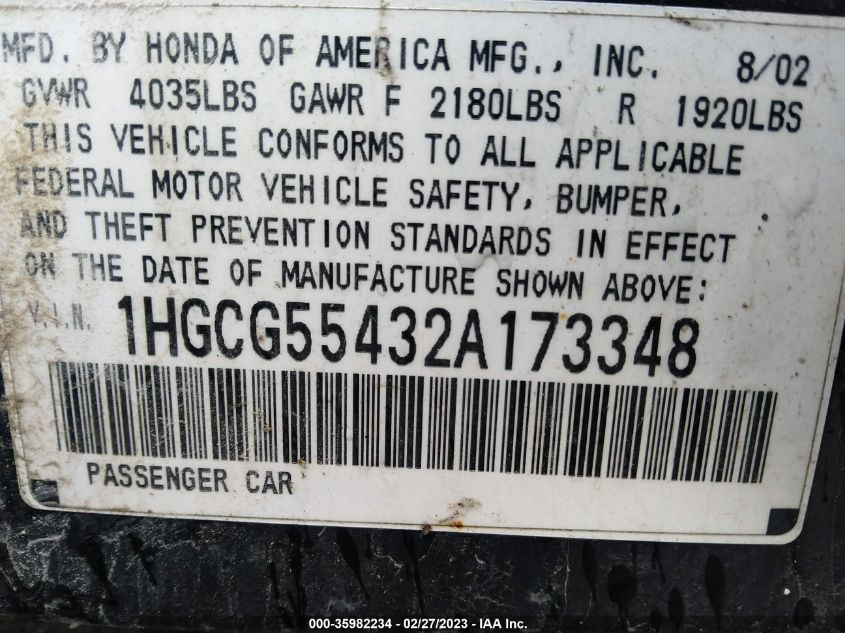 MFD. BY HONDA OF AMERICA MFG., INC. 8/02
GVWR 4035LBS GAWR F 2180LBS R 1920LBS
THIS VEHICLE CONFORMS TO ALL APPLICABLE
FEDERAL MOTOR VEHICLE SAFETY, BUMPER,
AND THEFT PREVENTION STANDARDS IN EFFECT
ON THE DATE OF MANUFACTURE SHOWN ABOVE:
V.I.N. 1HGCG55432A173348
PASSENGER CAR
000-35982234 - 02/27/2023 - IAA Inc.